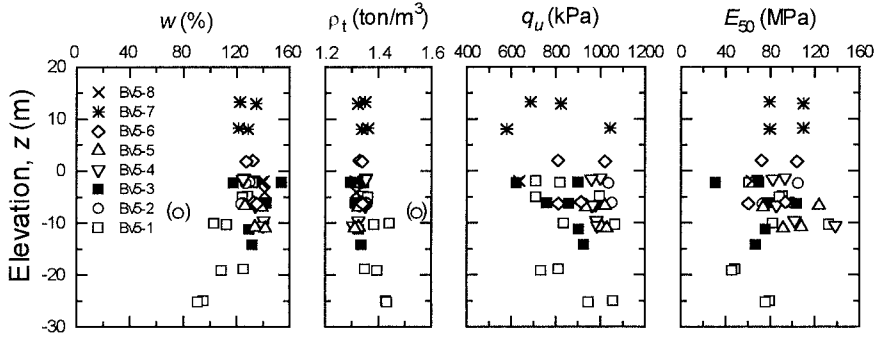 w (%) ρt (ton/m³) qu (kPa) E50 (MPa)
0 40 80 120 160 1.2 1.4 1.6 400 600 800 1000 1200 0 40 80 120 160
20
10
0
-10
-20
-30
Elevation, z (m)
BV5-8
BV5-7
BV5-6
BV5-5
BV5-4
BV5-3
BV5-2
BV5-1